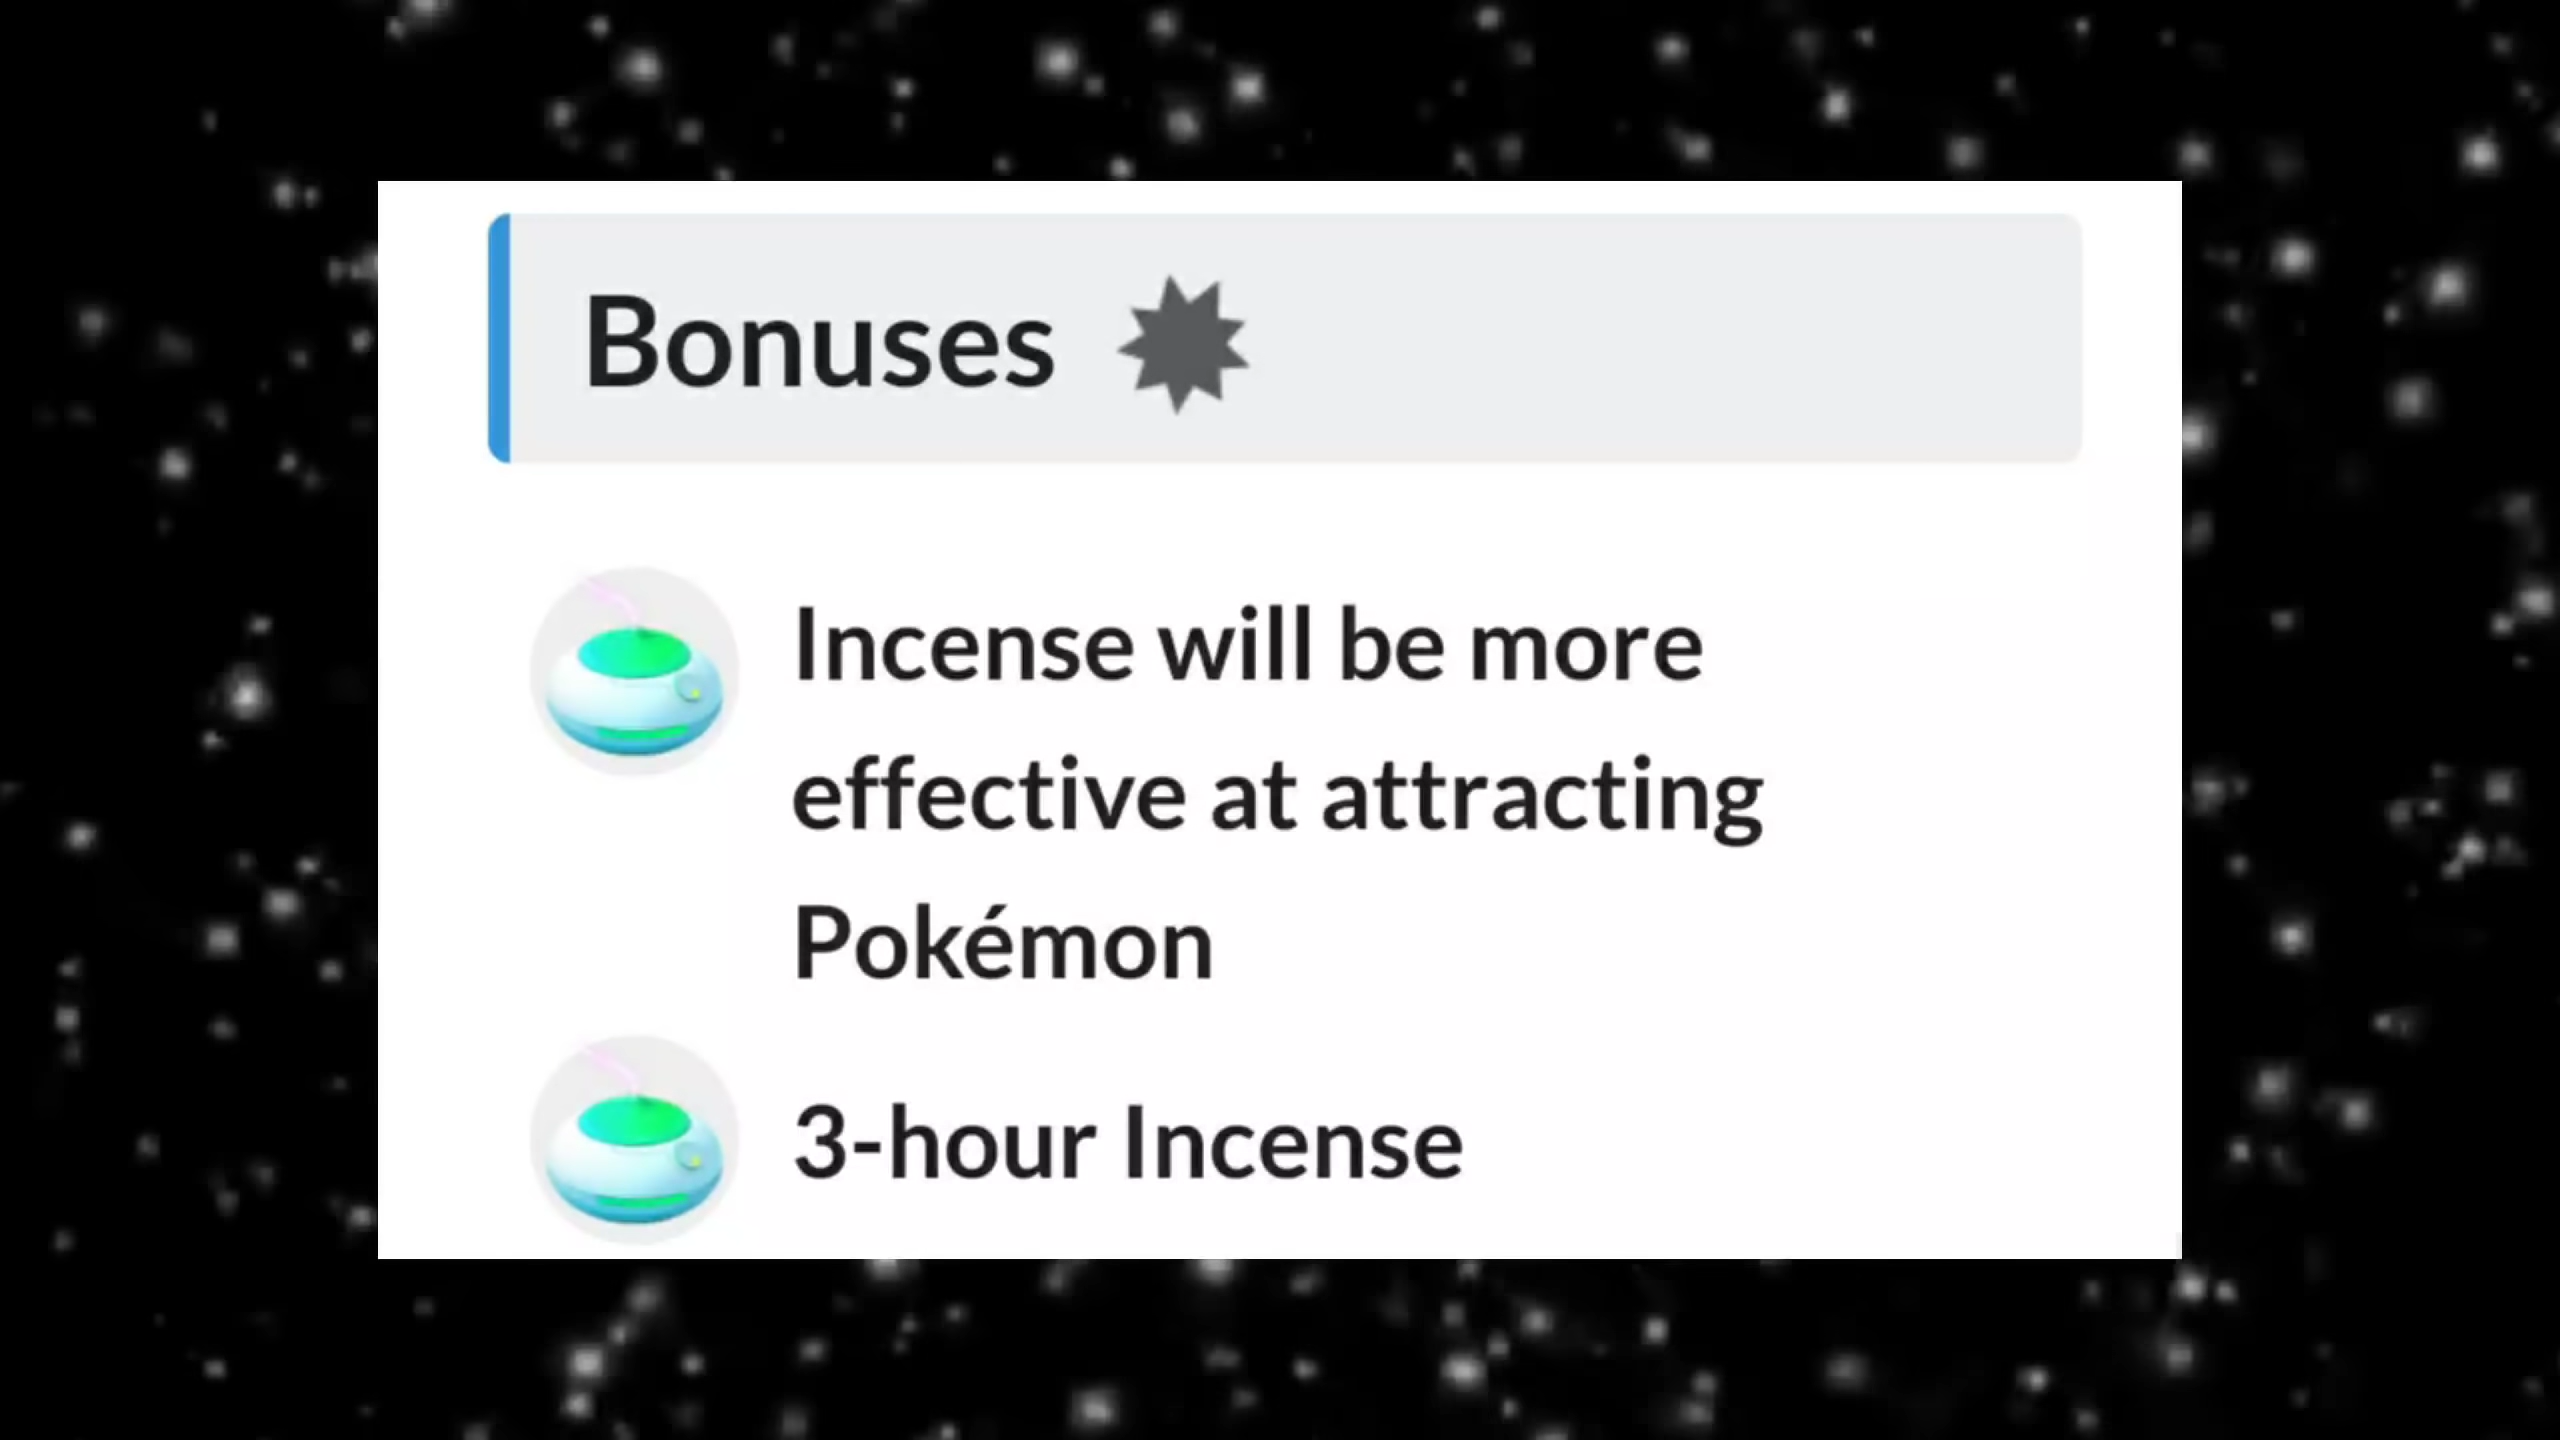 Bonuses
Incense will be more
effective at attracting
Pokémon
3-hour Incense